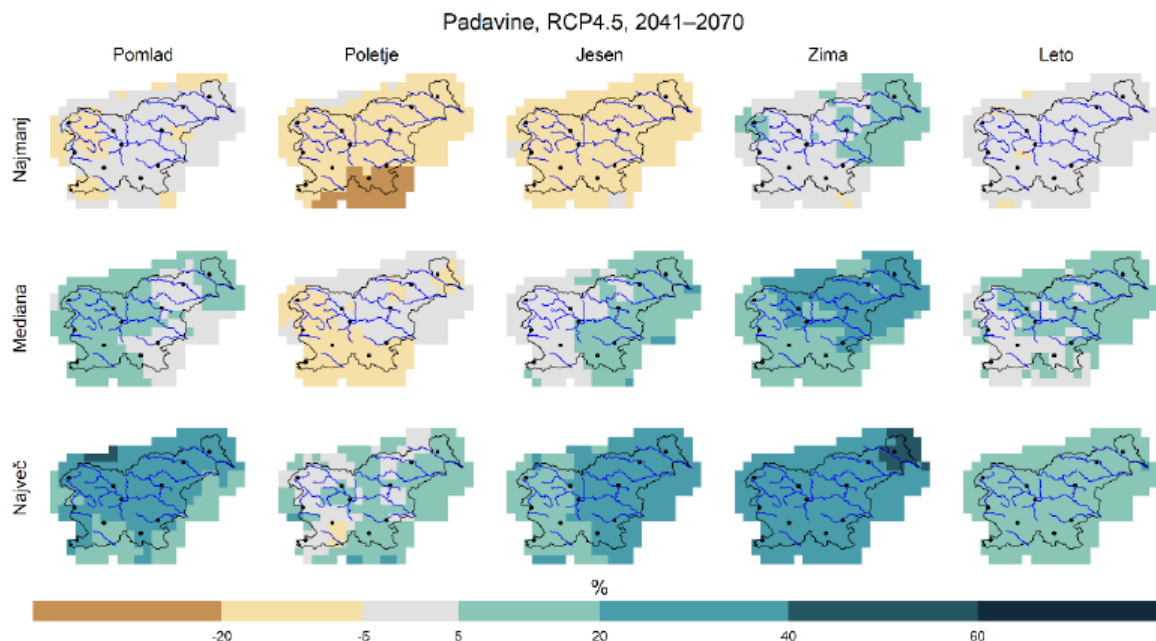 Padavine, RCP4.5, 2041–2070
Pomlad Poletje Jesen Zima Leto
Najmanj
Mediana
Največ
%
-20 -5 5 20 40 60